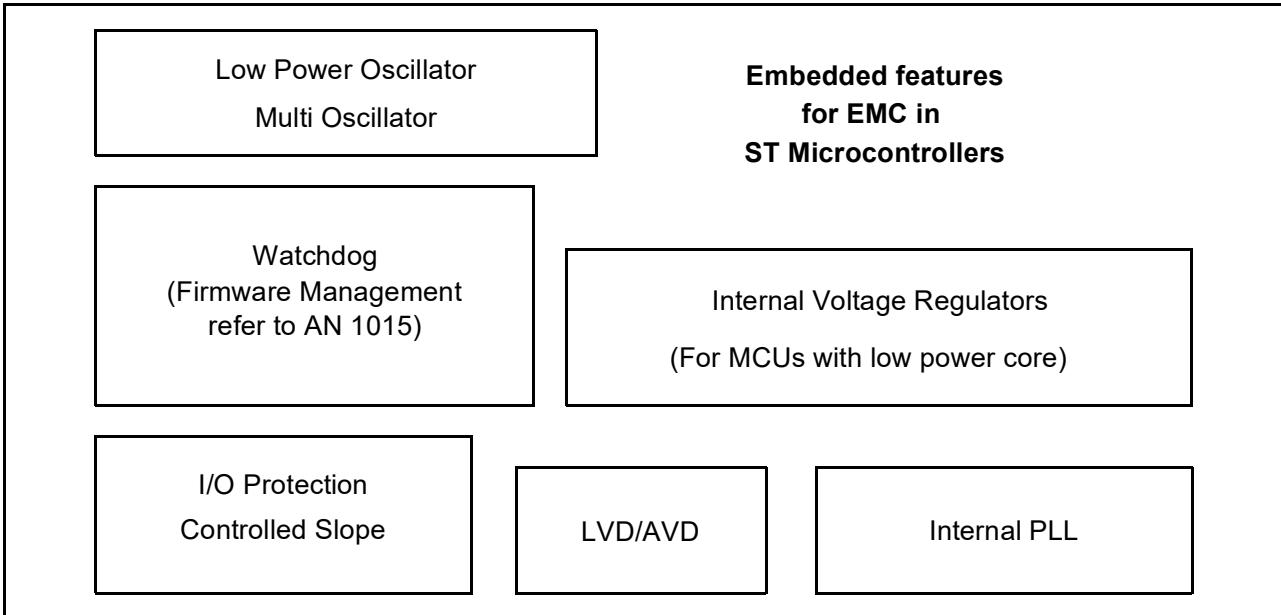 Low Power Oscillator
Multi Oscillator
Embedded features
for EMC in
ST Microcontrollers
Watchdog
(Firmware Management
refer to AN 1015)
Internal Voltage Regulators
(For MCUs with low power core)
I/O Protection
Controlled Slope
LVD/AVD
Internal PLL